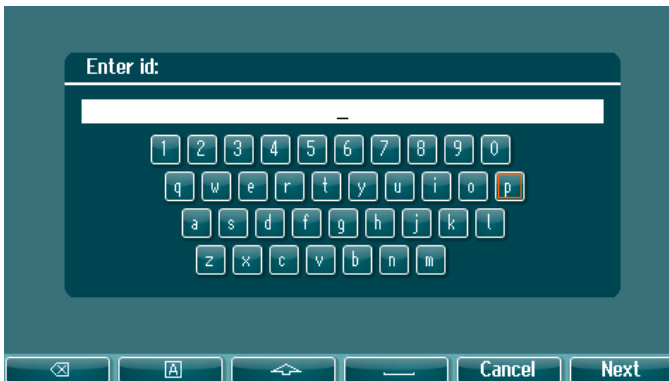 Enter id:
_
1 2 3 4 5 6 7 8 9 0
q w e r t y u i o p
a s d f g h j k l
z x c v b n m
A Cancel Next